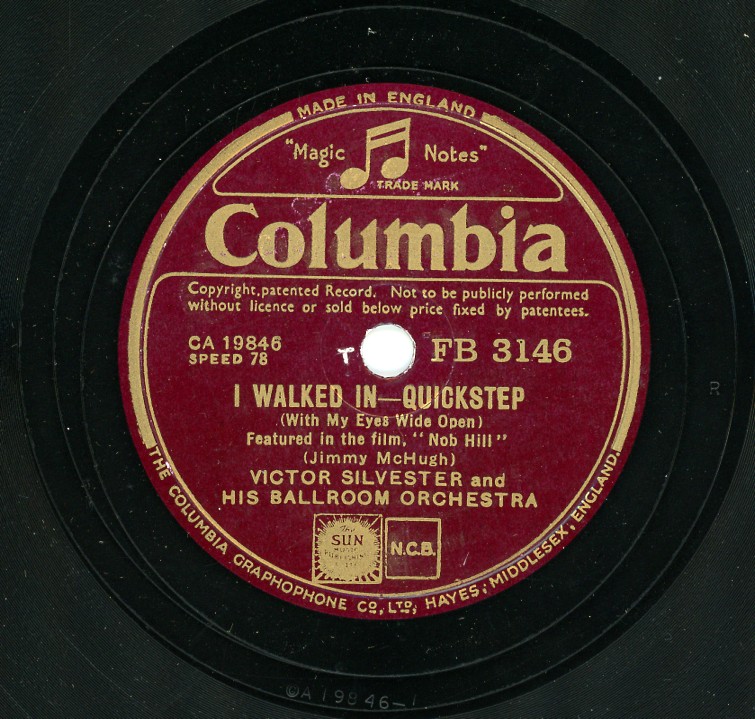 MADE IN ENGLAND
"Magic Notes"
TRADE MARK
Columbia
Copyright, patented Record. Not to be publicly performed
without licence or sold below price fixed by patentees.
CA 19846
SPEED 78
T
FB 3146
I WALKED IN—QUICKSTEP
(With My Eyes Wide Open)
Featured in the film, "Nob Hill"
(Jimmy McHugh)
VICTOR SILVESTER and
HIS BALLROOM ORCHESTRA
The
SUN
MUSIC
N.C.B.
THE COLUMBIA GRAPHOPHONE CO., LTD., HAYES, MIDDLESEX, ENGLAND.
R
CA19846-1